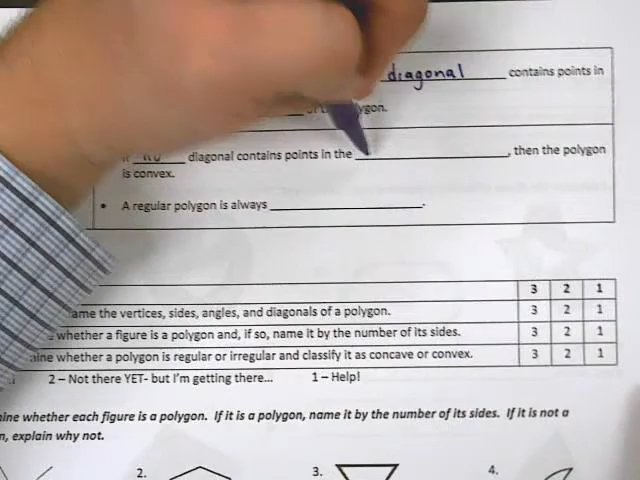 diagonal contains points in
ygon.
no diagonal contains points in the ____, then the polygon
is convex.
• A regular polygon is always ____.
3 2 1
ame the vertices, sides, angles, and diagonals of a polygon. 3 2 1
whether a figure is a polygon and, if so, name it by the number of its sides. 3 2 1
nine whether a polygon is regular or irregular and classify it as concave or convex. 3 2 1
2 – Not there YET- but I'm getting there... 1 – Help!
ine whether each figure is a polygon. If it is a polygon, name it by the number of its sides. If it is not a
n, explain why not.
2. 3. 4.